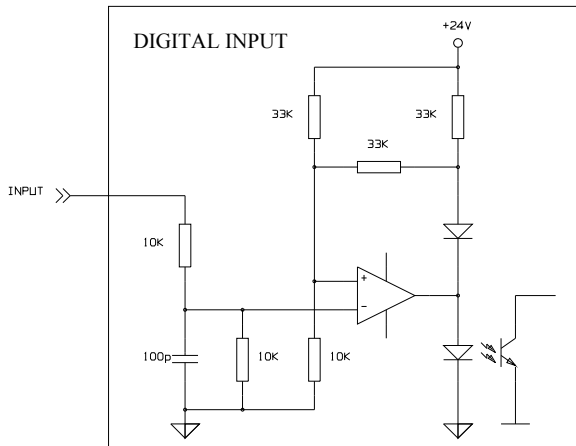 +24V
DIGITAL INPUT
33K
33K
33K
INPUT
10K
+
-
100p
10K
10K